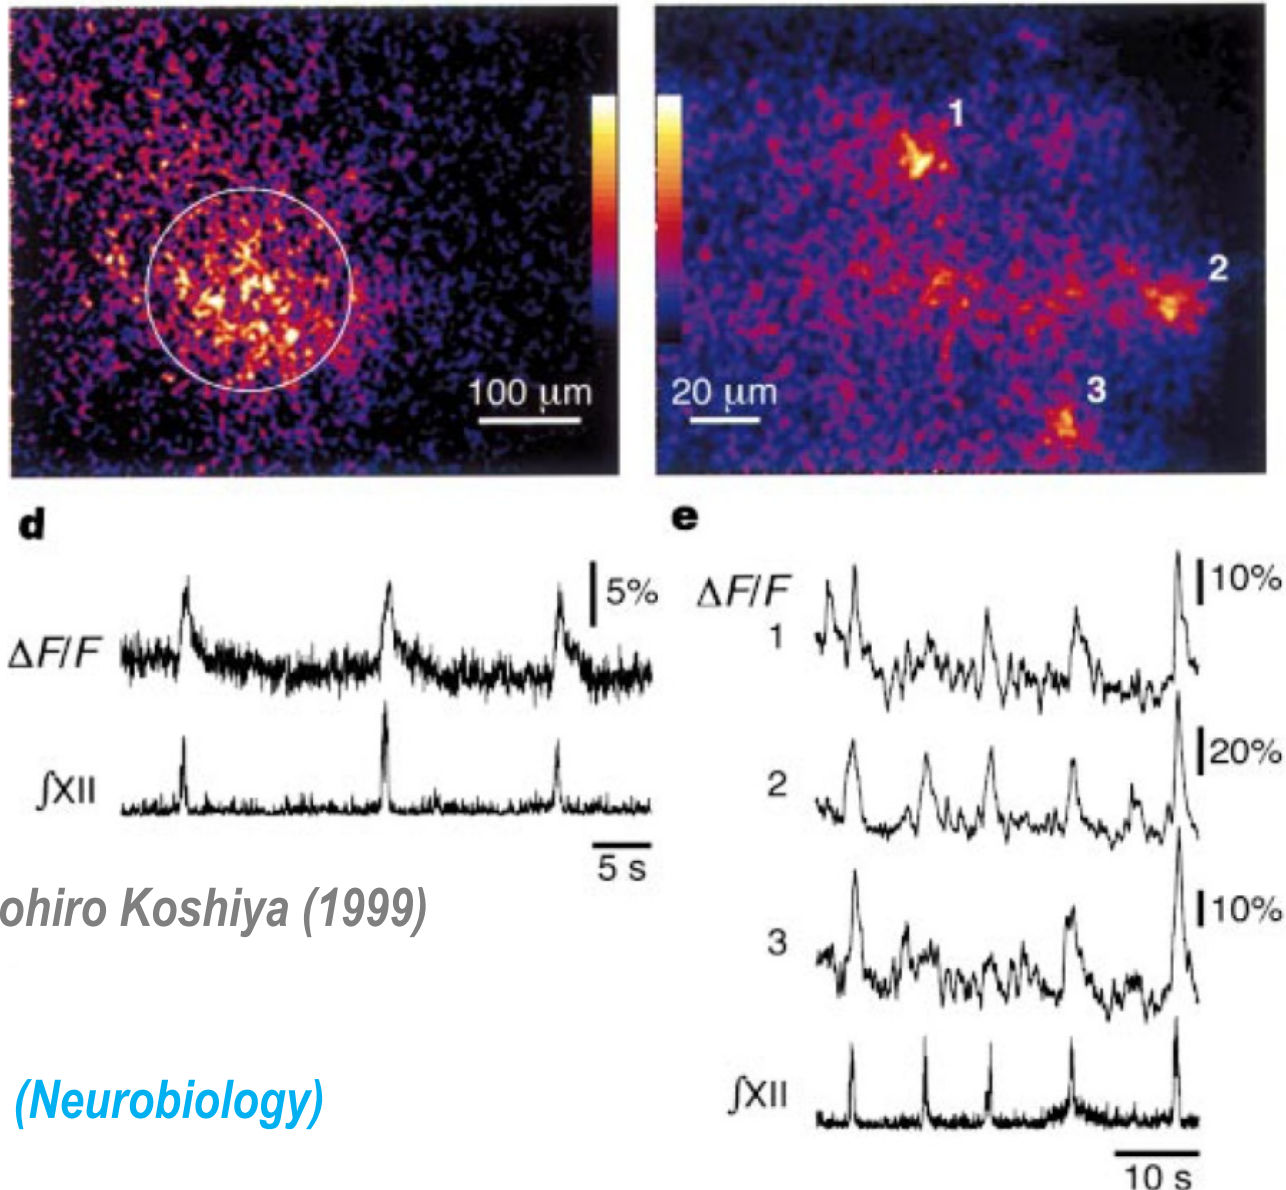 1
2
3
100 μm
20 μm
d
ΔF/F
5%
∫XII
5 s
e
ΔF/F
1
10%
2
20%
3
10%
∫XII
10 s
ohiro Koshiya (1999)
(Neurobiology)